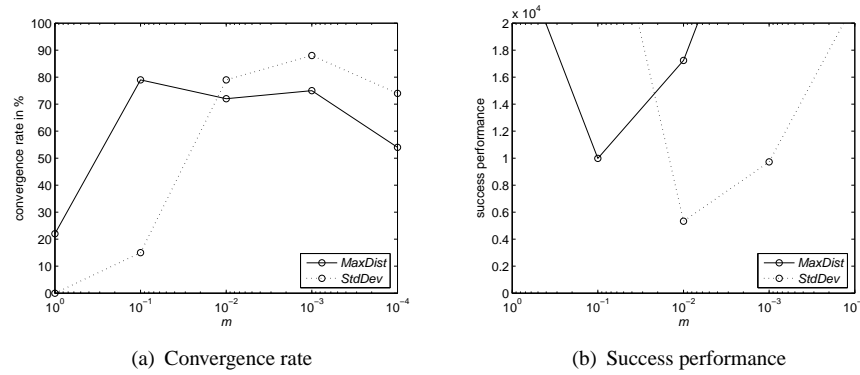 100
90
80
70
60
50
40
30
20
10
0
convergence rate in %
10^0
10^-1
10^-2
10^-3
10^-4
m
MaxDist
StdDev
(a) Convergence rate
2 x 10^4
1.8
1.6
1.4
1.2
1
0.8
0.6
0.4
0.2
0
success performance
10^0
10^-1
10^-2
10^-3
m
MaxDist
StdDev
(b) Success performance